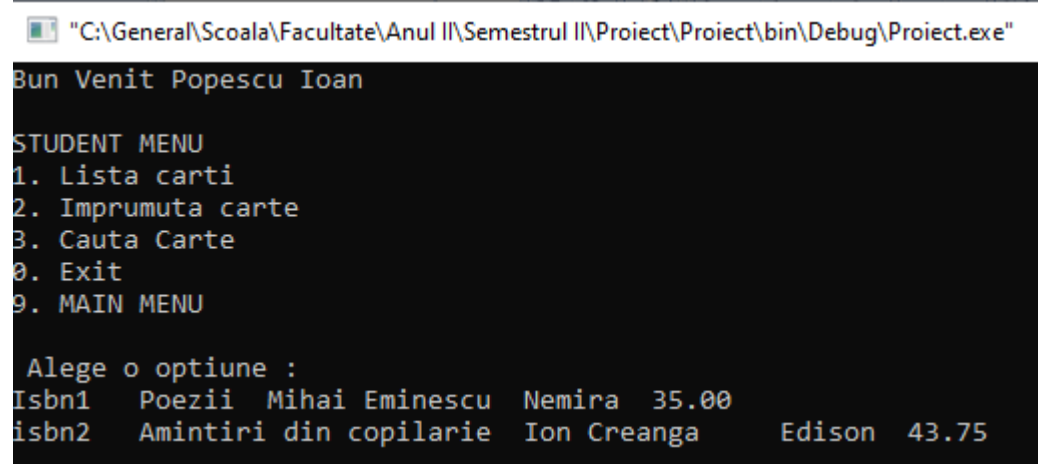 "C:\General\Scoala\Facultate\Anul II\Semestrul II\Proiect\Proiect\bin\Debug\Proiect.exe"
Bun Venit Popescu Ioan
STUDENT MENU
1. Lista carti
2. Imprumuta carte
3. Cauta Carte
0. Exit
9. MAIN MENU
Alege o optiune :
Isbn1 Poezii Mihai Eminescu Nemira 35.00
isbn2 Amintiri din copilarie Ion Creanga Edison 43.75